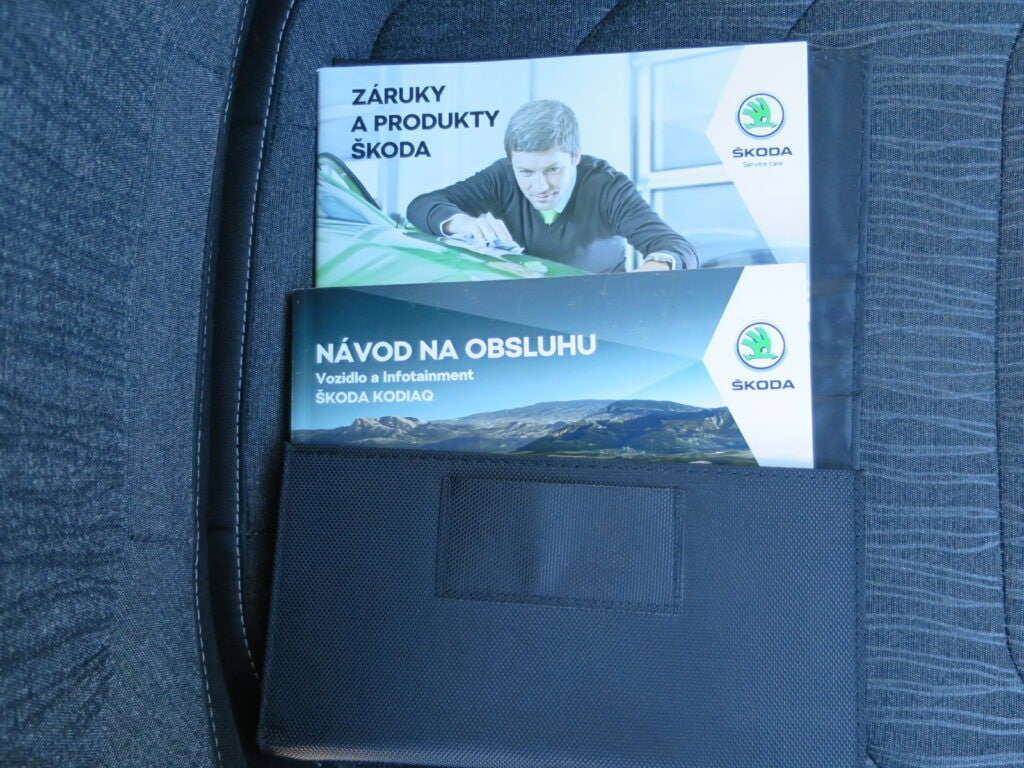 ZÁRUKY
A PRODUKTY
ŠKODA
ŠKODA
Service care
NÁVOD NA OBSLUHU
Vozidlo a Infotainment
ŠKODA KODIAQ
ŠKODA